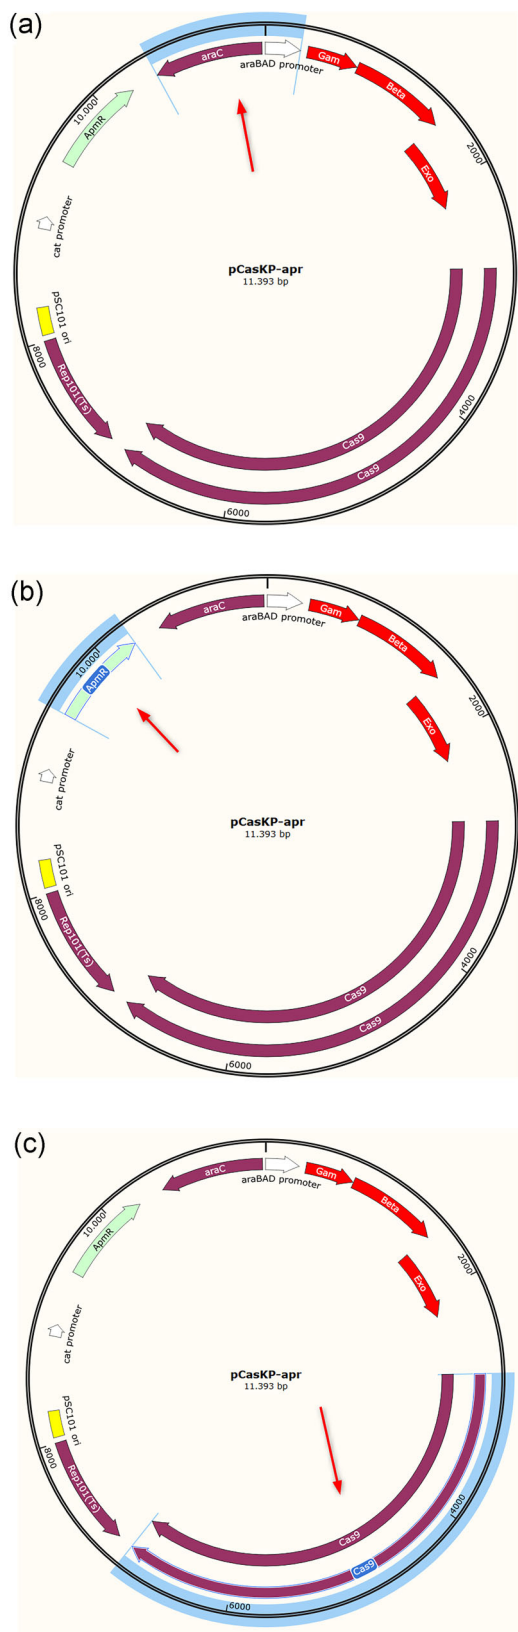 (a)
araC
araBAD promoter
Gam
Beta
Exo
2000
10.000
ApmR
cat promoter
pSC101 ori
8000
Rep101(Ts)
pCasKP-apr
11.393 bp
4000
Cas9
Cas9
6000
(b)
araC
araBAD promoter
Gam
Beta
Exo
2000
10.000
ApmR
cat promoter
pSC101 ori
8000
Rep101(Ts)
pCasKP-apr
11.393 bp
4000
Cas9
Cas9
6000
(c)
araC
araBAD promoter
Gam
Beta
Exo
2000
10.000
ApmR
cat promoter
pSC101 ori
8000
Rep101(Ts)
pCasKP-apr
11.393 bp
4000
Cas9
Cas9
6000